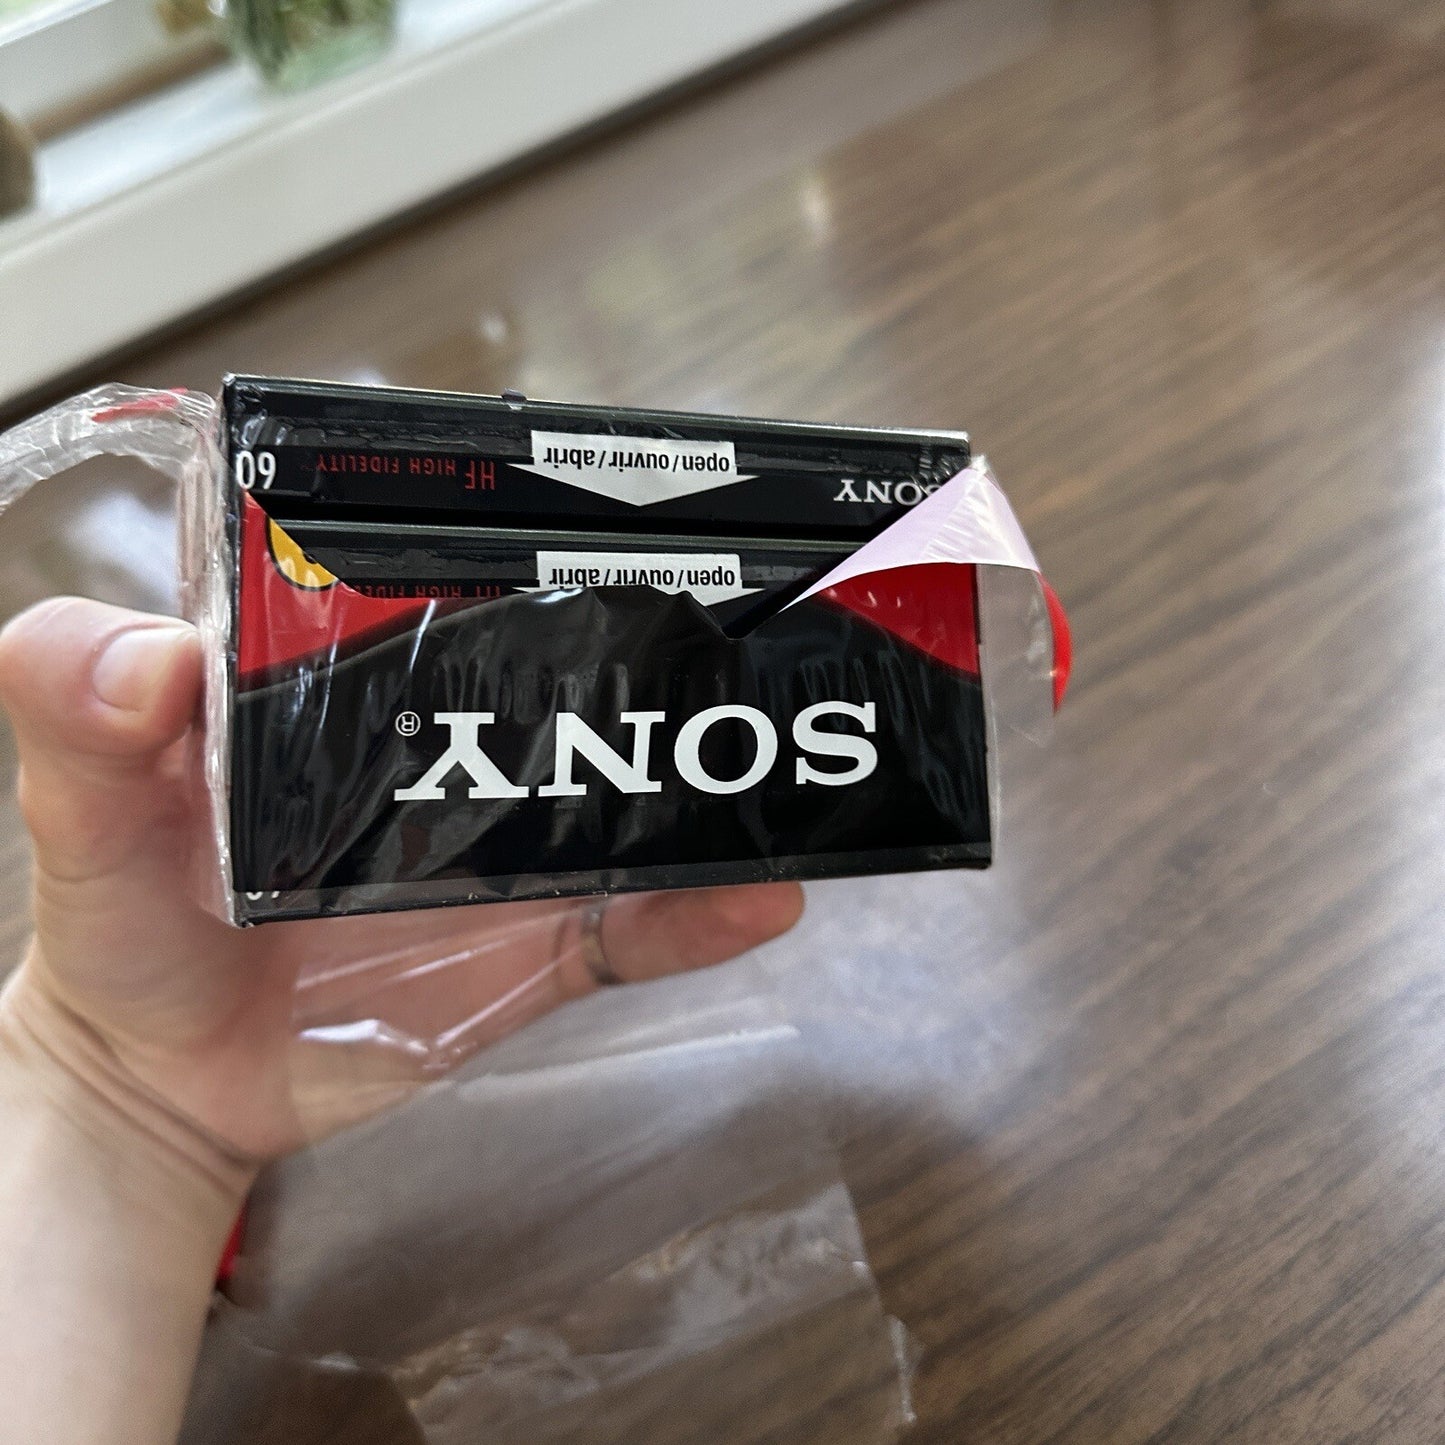 SONY®
open/ouvrir/abrir
SONY open/ouvrir/abrir HF HIGH FIDELITY 60